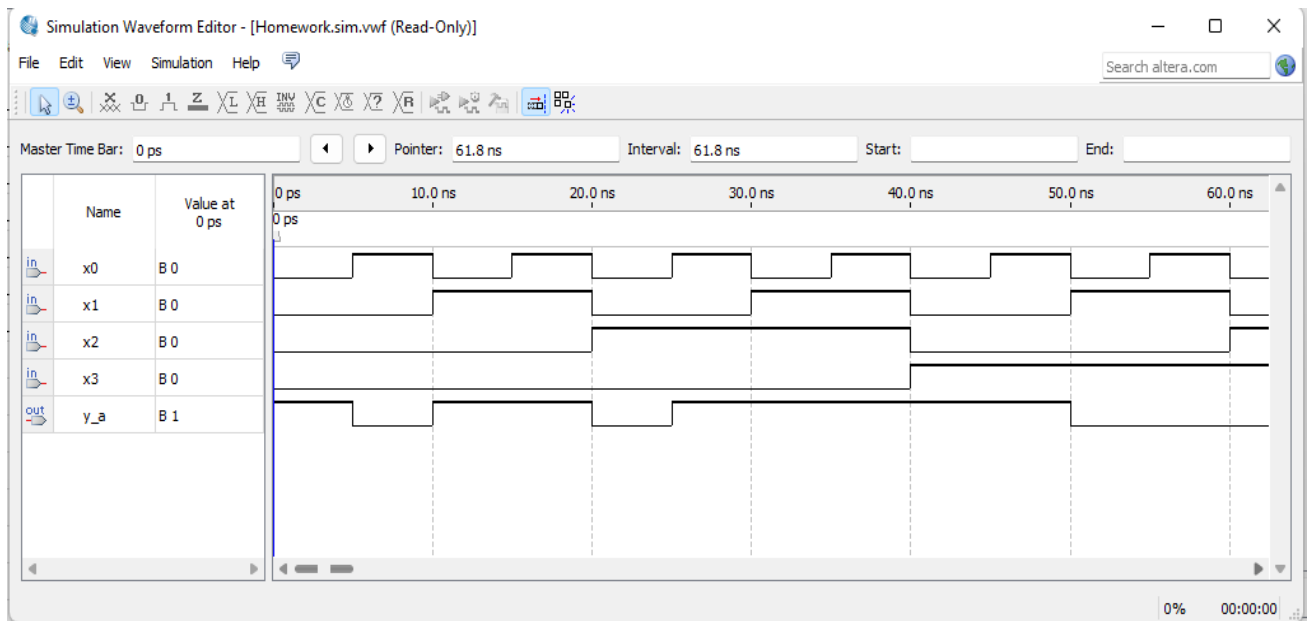 Simulation Waveform Editor - [Homework.sim.vwf (Read-Only)]
File Edit View Simulation Help
Search altera.com
Master Time Bar: 0 ps Pointer: 61.8 ns Interval: 61.8 ns Start: End:
Name Value at 0 ps
0 ps 10.0 ns 20.0 ns 30.0 ns 40.0 ns 50.0 ns 60.0 ns
0 ps
in x0 B 0
in x1 B 0
in x2 B 0
in x3 B 0
out y_a B 1
0% 00:00:00